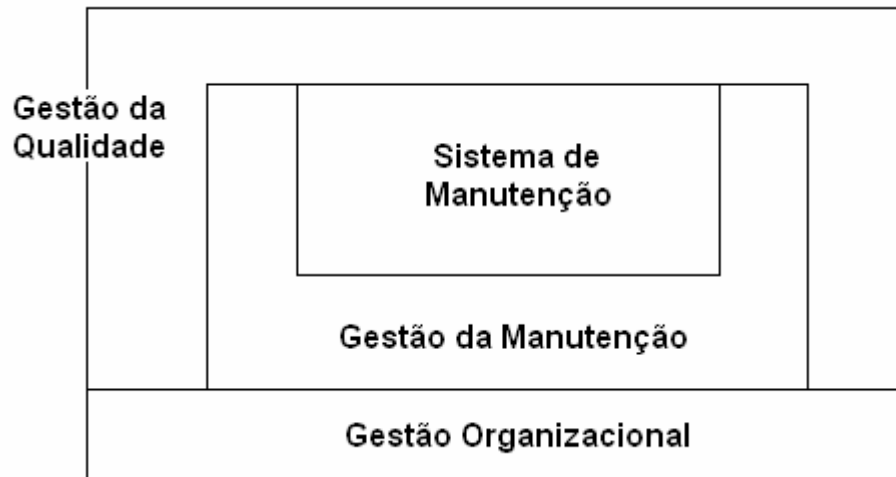 Gestão da
Qualidade
Sistema de
Manutenção
Gestão da Manutenção
Gestão Organizacional